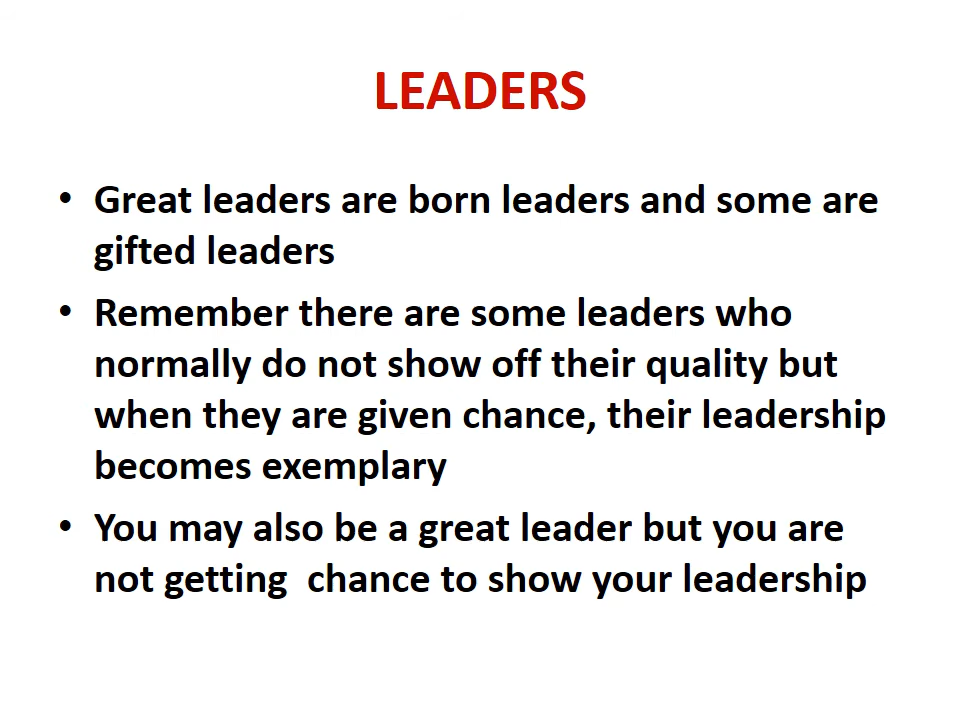 LEADERS
• Great leaders are born leaders and some are
gifted leaders
• Remember there are some leaders who
normally do not show off their quality but
when they are given chance, their leadership
becomes exemplary
• You may also be a great leader but you are
not getting  chance to show your leadership